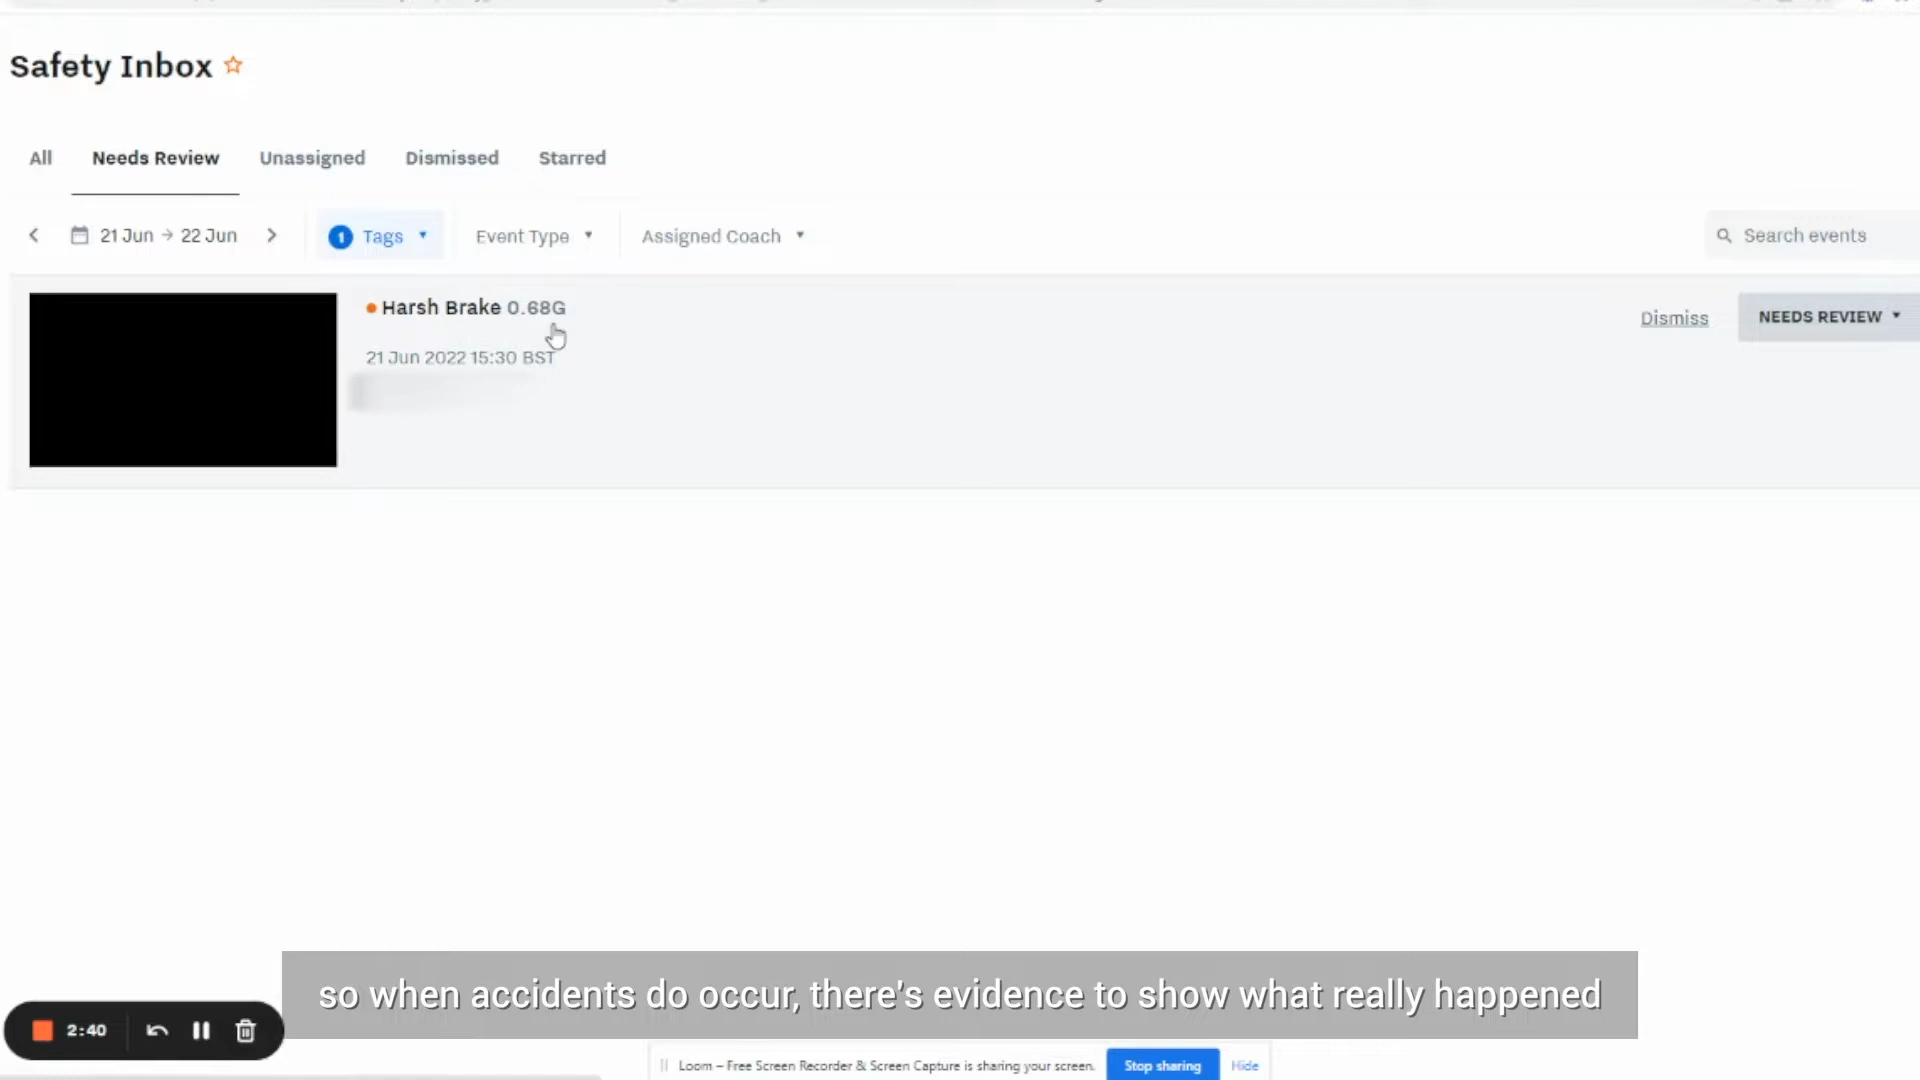 Safety Inbox
All Needs Review Unassigned Dismissed Starred
21 Jun → 22 Jun 1 Tags Event Type Assigned Coach Search events
Harsh Brake 0.68G
Dismiss NEEDS REVIEW
21 Jun 2022 15:30 BST
so when accidents do occur, there's evidence to show what really happened
2:40
Loom – Free Screen Recorder & Screen Capture is sharing your screen. Stop sharing Hide